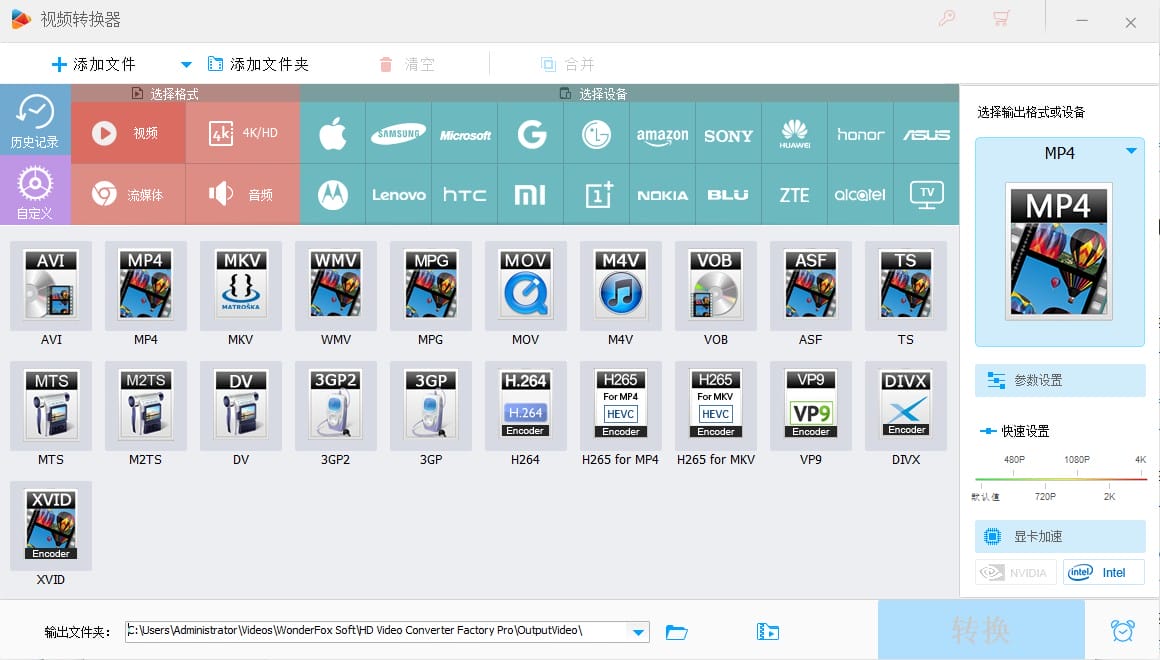 视频转换器
添加文件 添加文件夹 清空 合并
选择格式 选择设备
历史记录 视频 4k 4K/HD SAMSUNG Microsoft G LG amazon SONY HUAWEI honor ASUS
自定义 流媒体 音频 Lenovo hTC MI 1+ NOKIA BLU ZTE alcatel TV
AVI MP4 MKV MATROŠKA WMV MPG MOV M4V VOB ASF TS
AVI MP4 MKV WMV MPG MOV M4V VOB ASF TS
MTS M2TS DV 3GP2 3GP H.264 H265 H265 VP9 DIVX
For MP4 For MKV
H.264 HEVC HEVC VP9
Encoder Encoder Encoder Encoder Encoder
MTS M2TS DV 3GP2 3GP H264 H265 for MP4 H265 for MKV VP9 DIVX
XVID
Encoder
XVID
选择输出格式或设备
MP4
MP4
参数设置
快速设置
480P 1080P 4K
默认值 720P 2K
显卡加速
NVIDIA intel Intel
输出文件夹: C:\Users\Administrator\Videos\WonderFox Soft\HD Video Converter Factory Pro\OutputVideo\
转换